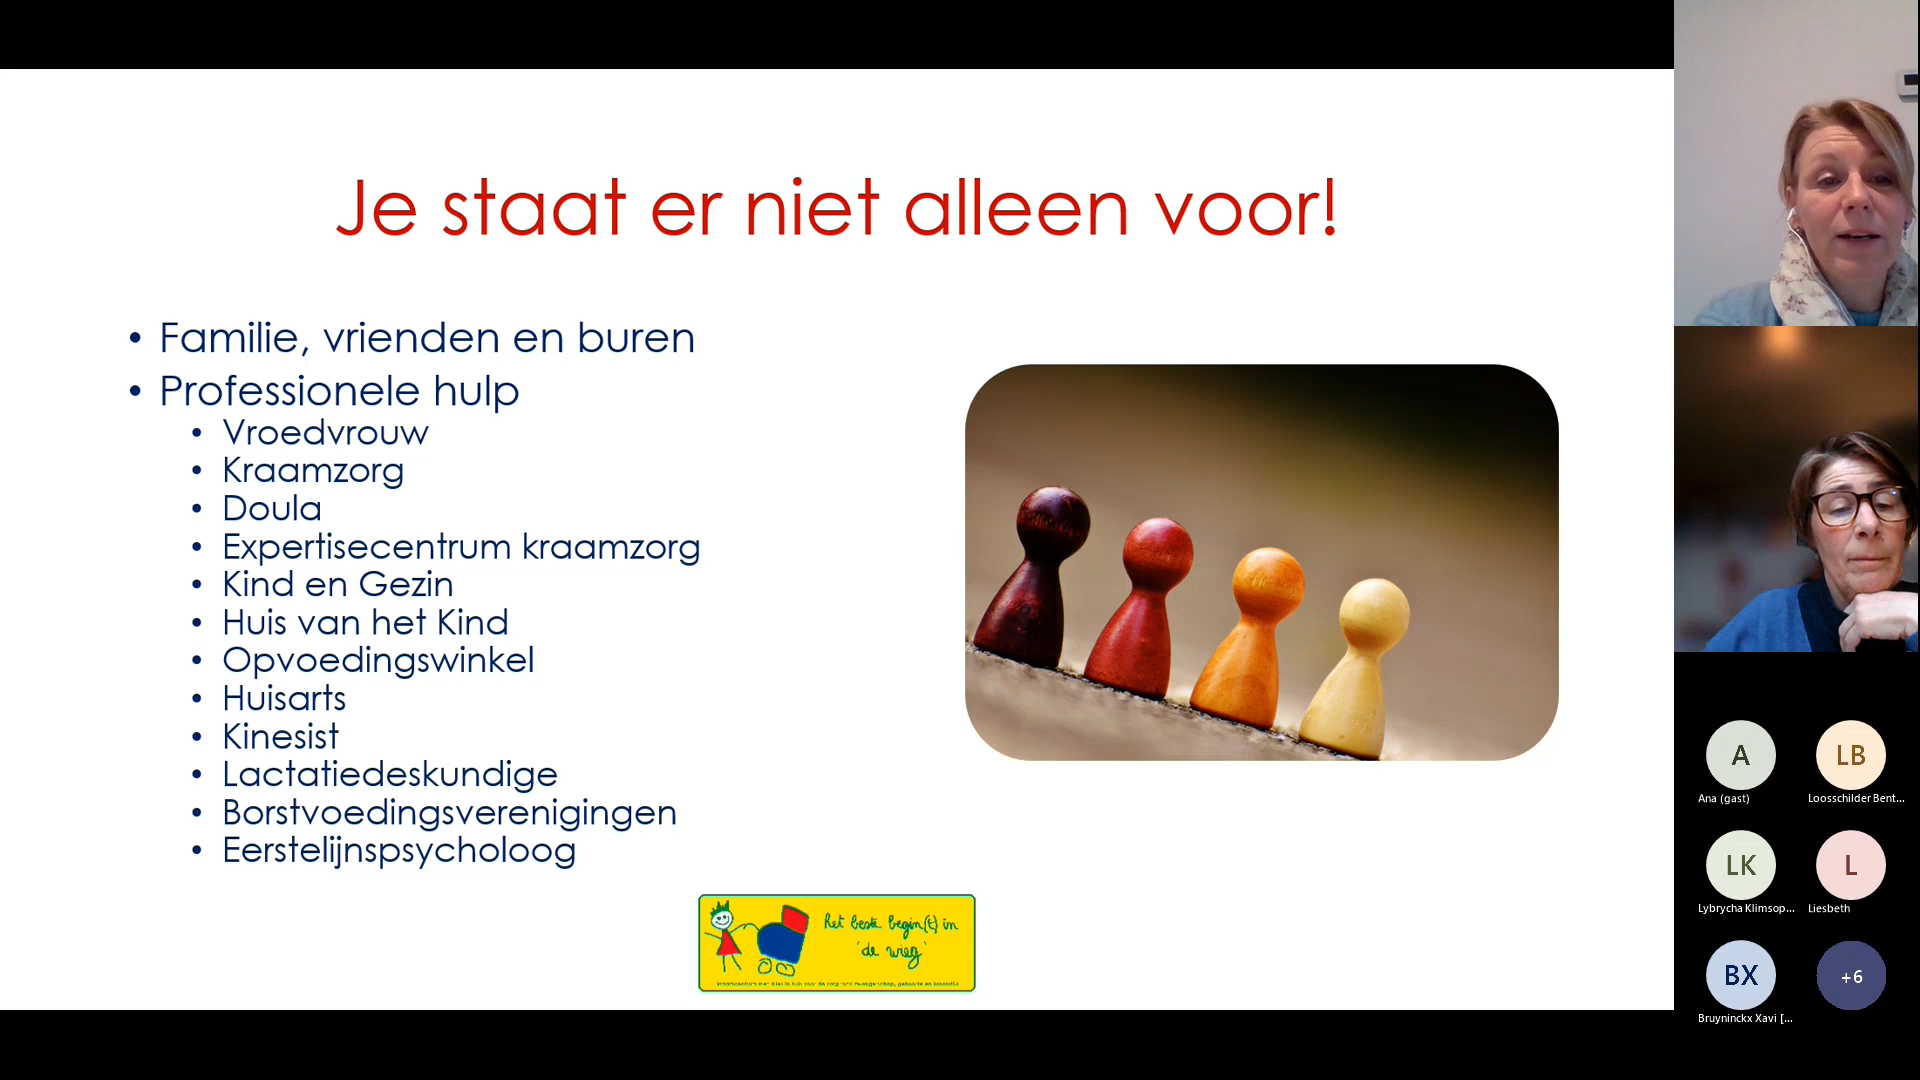 Je staat er niet alleen voor!
• Familie, vrienden en buren
• Professionele hulp
• Vroedvrouw
• Kraamzorg
• Doula
• Expertisecentrum kraamzorg
• Kind en Gezin
• Huis van het Kind
• Opvoedingswinkel
• Huisarts
• Kinesist
• Lactatiedeskundige
• Borstvoedingsverenigingen
• Eerstelijnspsycholoog
Het beste begin(t) in
'de wieg'
A
Ana (gast)
LB
Loosschilder Bent...
LK
Lybrycha Klimsop...
L
Liesbeth
BX
Bruyninckx Xavi [...
+6